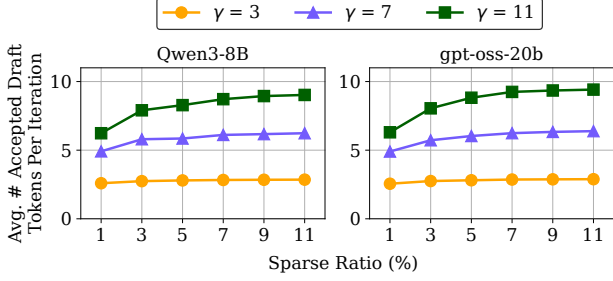 γ = 3 γ = 7 γ = 11
Qwen3-8B
gpt-oss-20b
Avg. # Accepted Draft
Tokens Per Iteration
10
5
0
1 3 5 7 9 11
10
5
0
1 3 5 7 9 11
Sparse Ratio (%)